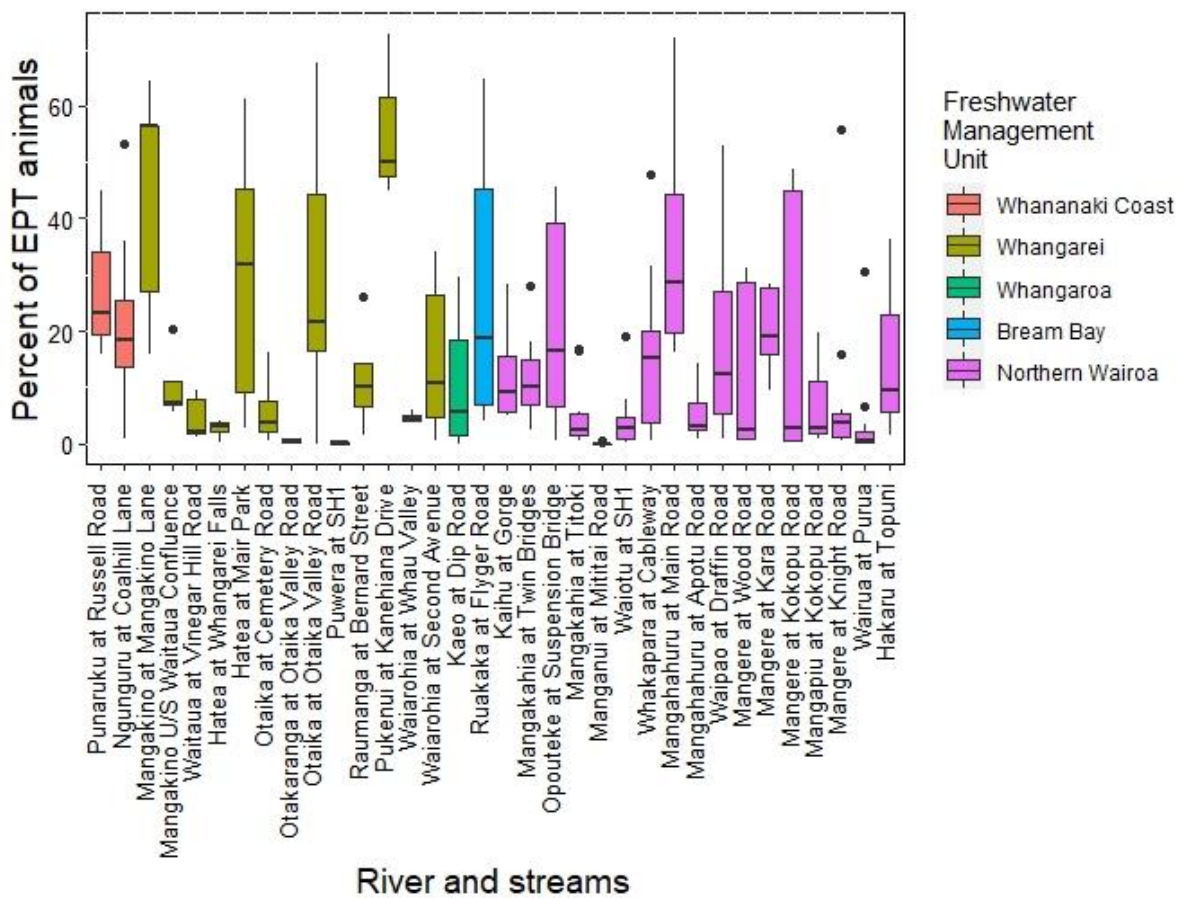 Percent of EPT animals
60
40
20
0
Punaruku at Russell Road
Ngunguru at Coalhill Lane
Mangakino at Mangakino Lane
Mangakino U/S Waitaua Confluence
Waitaua at Vinegar Hill Road
Hatea at Whangarei Falls
Hatea at Mair Park
Otaika at Cemetery Road
Otakaranga at Otaika Valley Road
Otaika at Otaika Valley Road
Puwera at SH1
Raumanga at Bernard Street
Pukenui at Kanehiana Drive
Waiarohia at Whau Valley
Waiarohia at Second Avenue
Kaeo at Dip Road
Ruakaka at Flyger Road
Kaihu at Gorge
Mangakahia at Twin Bridges
Opouteke at Suspension Bridge
Mangakahia at Titoki
Manganui at Mititai Road
Waiotu at SH1
Whakapara at Cableway
Mangahahuru at Main Road
Mangahahuru at Apotu Road
Waipao at Draffin Road
Mangere at Wood Road
Mangere at Kara Road
Mangere at Kokopu Road
Mangapiu at Kokopu Road
Mangere at Knight Road
Wairua at Purua
Hakaru at Topuni
River and streams
Freshwater
Management
Unit
Whananaki Coast
Whangarei
Whangaroa
Bream Bay
Northern Wairoa